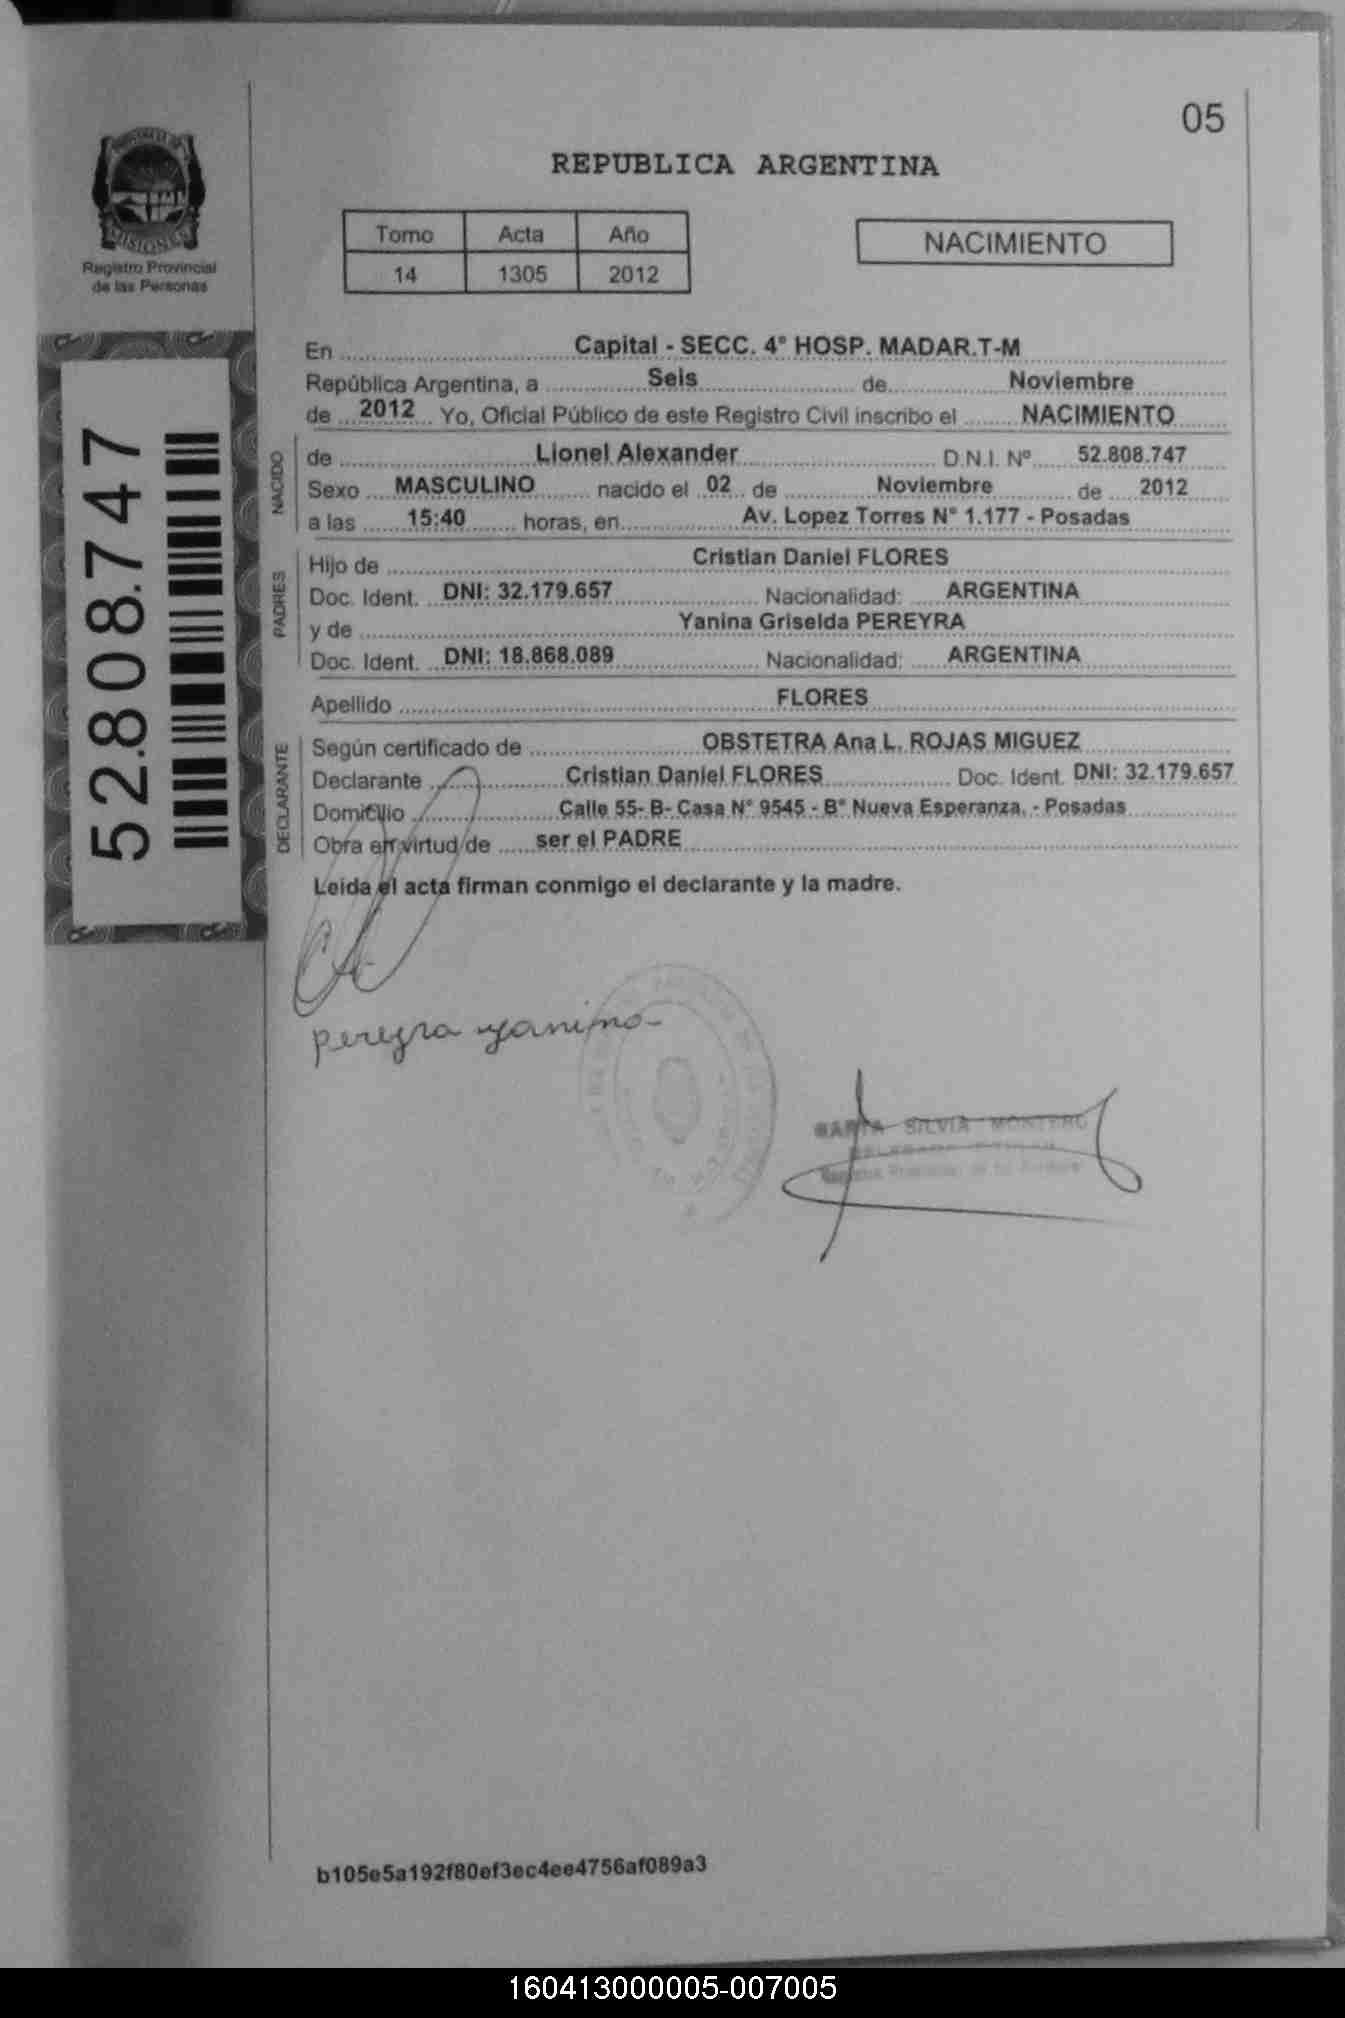 05
REPUBLICA ARGENTINA
PROVINCIA DE
MISIONES
Registro Provincial
de las Personas
Tomo Acta Año
14 1305 2012
NACIMIENTO
52.808.747
En Capital - SECC. 4° HOSP. MADAR.T-M
República Argentina, a Seis de Noviembre
de 2012 Yo, Oficial Público de este Registro Civil inscribo el NACIMIENTO
NACIDO
de Lionel Alexander D.N.I. Nº 52.808.747
Sexo MASCULINO nacido el 02 de Noviembre de 2012
a las 15:40 horas, en Av. Lopez Torres N° 1.177 - Posadas
PADRES
Hijo de Cristian Daniel FLORES
Doc. Ident. DNI: 32.179.657 Nacionalidad: ARGENTINA
y de Yanina Griselda PEREYRA
Doc. Ident. DNI: 18.868.089 Nacionalidad: ARGENTINA
Apellido FLORES
DECLARANTE
Según certificado de OBSTETRA Ana L. ROJAS MIGUEZ
Declarante Cristian Daniel FLORES Doc. Ident. DNI: 32.179.657
Domicilio Calle 55- B- Casa N° 9545 - B° Nueva Esperanza. - Posadas
Obra en virtud de ser el PADRE
Leida el acta firman conmigo el declarante y la madre.
pereyra yanina
MARTA SILVIA MONTERO
b105e5a192f80ef3ec4ee4756af089a3
160413000005-007005